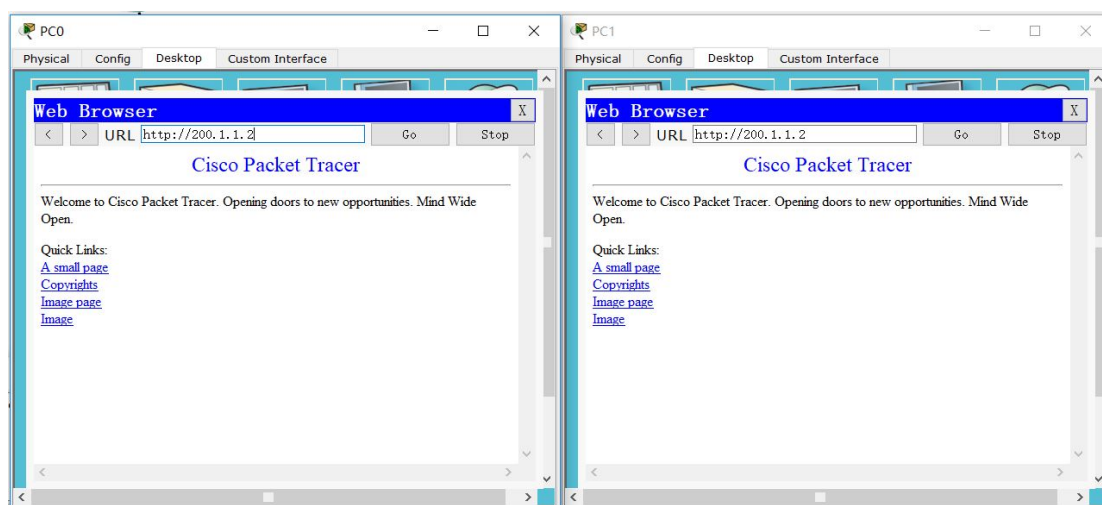 PC0
Physical Config Desktop Custom Interface
Web Browser X
< > URL http://200.1.1.2 Go Stop
Cisco Packet Tracer
Welcome to Cisco Packet Tracer. Opening doors to new opportunities. Mind Wide
Open.
Quick Links:
A small page
Copyrights
Image page
Image
PC1
Physical Config Desktop Custom Interface
Web Browser X
< > URL http://200.1.1.2 Go Stop
Cisco Packet Tracer
Welcome to Cisco Packet Tracer. Opening doors to new opportunities. Mind Wide
Open.
Quick Links:
A small page
Copyrights
Image page
Image